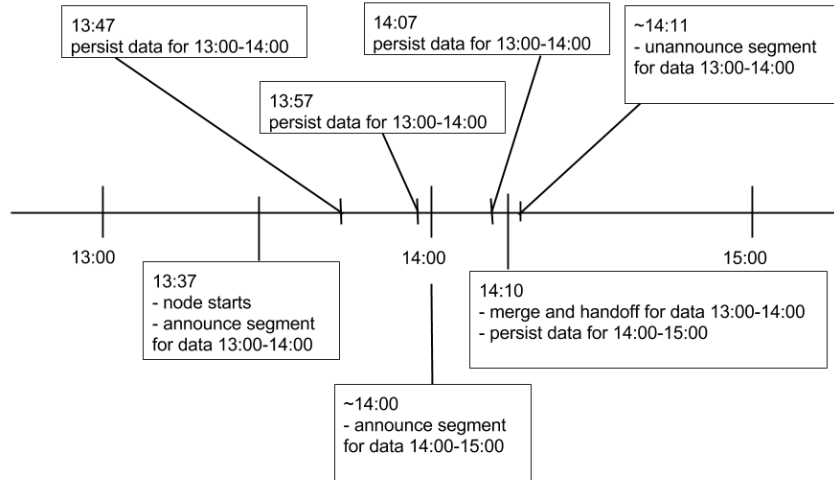 13:47
persist data for 13:00-14:00
14:07
persist data for 13:00-14:00
~14:11
- unannounce segment
for data 13:00-14:00
13:57
persist data for 13:00-14:00
13:00
14:00
15:00
13:37
- node starts
- announce segment
for data 13:00-14:00
14:10
- merge and handoff for data 13:00-14:00
- persist data for 14:00-15:00
~14:00
- announce segment
for data 14:00-15:00